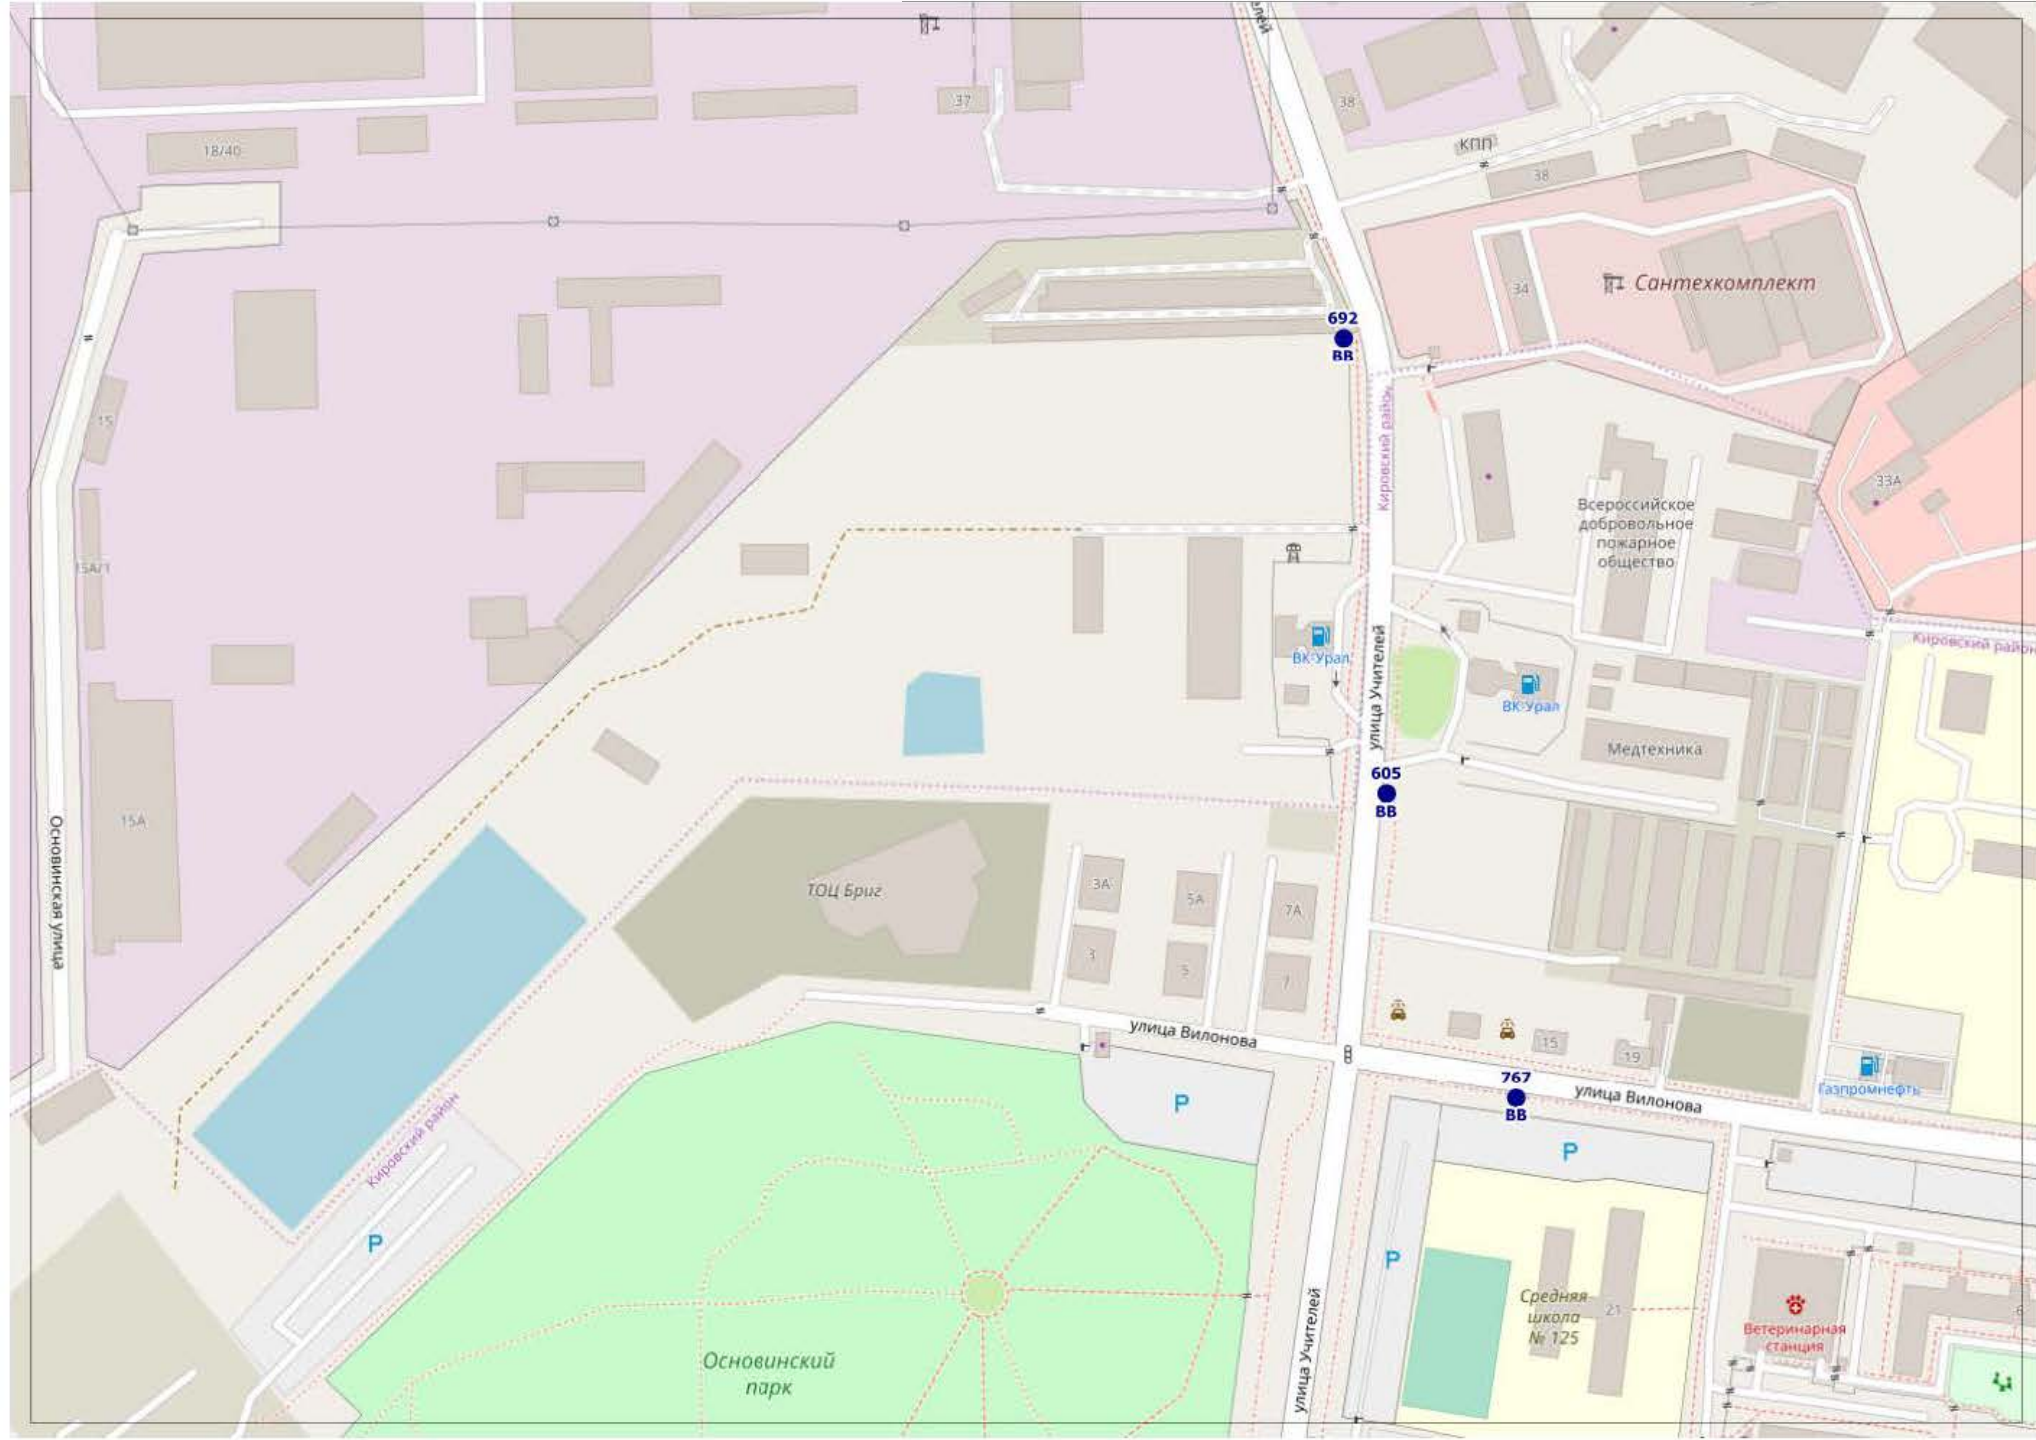 елей
37
38
КПП
18/40
38
34
Сантехкомплект
692
ВВ
15
Кировский район
33А
Всероссийское
добровольное
пожарное
общество
15А/1
ВК-Урал
улица Учителей
Кировский район
ВК-Урал
Медтехника
605
ВВ
15А
Основинская улица
ТОЦ Бриг
3А
5А
7А
3
5
7
улица Вилонова
15
19
767
ВВ
улица Вилонова
Газпромнефть
Кировский район
P
P
P
P
Средняя
школа
№ 125
21
6
Ветеринарная
станция
улица Учителей
Основинский
парк